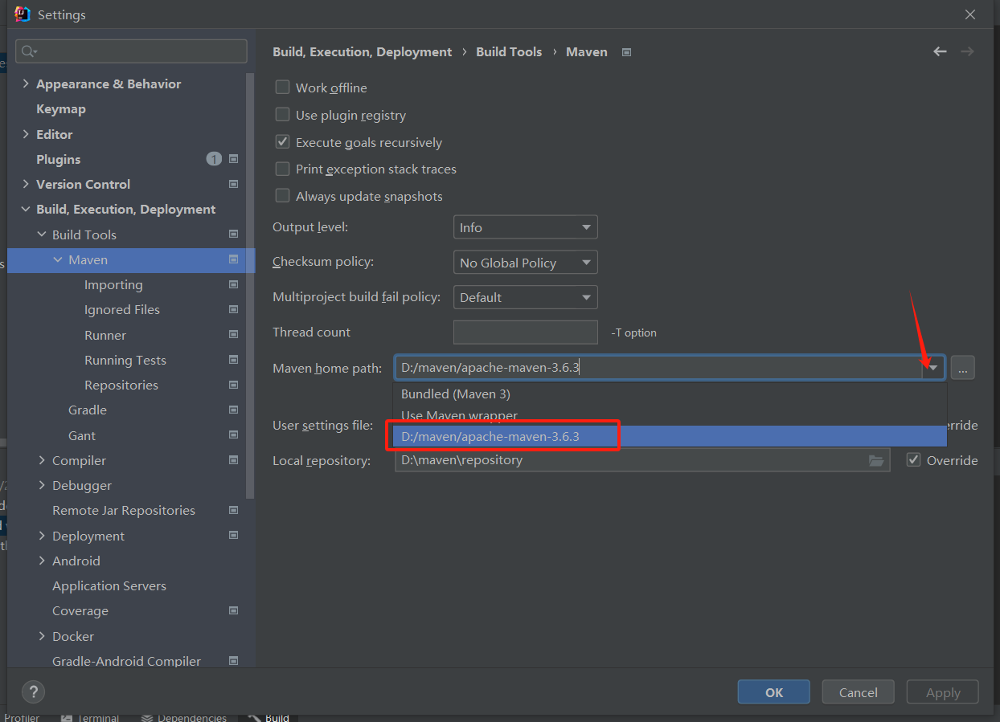 Settings
Build, Execution, Deployment › Build Tools › Maven
Appearance & Behavior
Keymap
Editor
Plugins 1
Version Control
Build, Execution, Deployment
Build Tools
Maven
Importing
Ignored Files
Runner
Running Tests
Repositories
Gradle
Gant
Compiler
Debugger
Remote Jar Repositories
Deployment
Android
Application Servers
Coverage
Docker
Gradle-Android Compiler
Work offline
Use plugin registry
Execute goals recursively
Print exception stack traces
Always update snapshots
Output level: Info
Checksum policy: No Global Policy
Multiproject build fail policy: Default
Thread count -T option
Maven home path: D:/maven/apache-maven-3.6.3 ...
Bundled (Maven 3)
Use Maven wrapper
User settings file: erride
D:/maven/apache-maven-3.6.3
Local repository: D:\maven\repository Override
? OK Cancel Apply
Profiler Terminal Dependencies Build